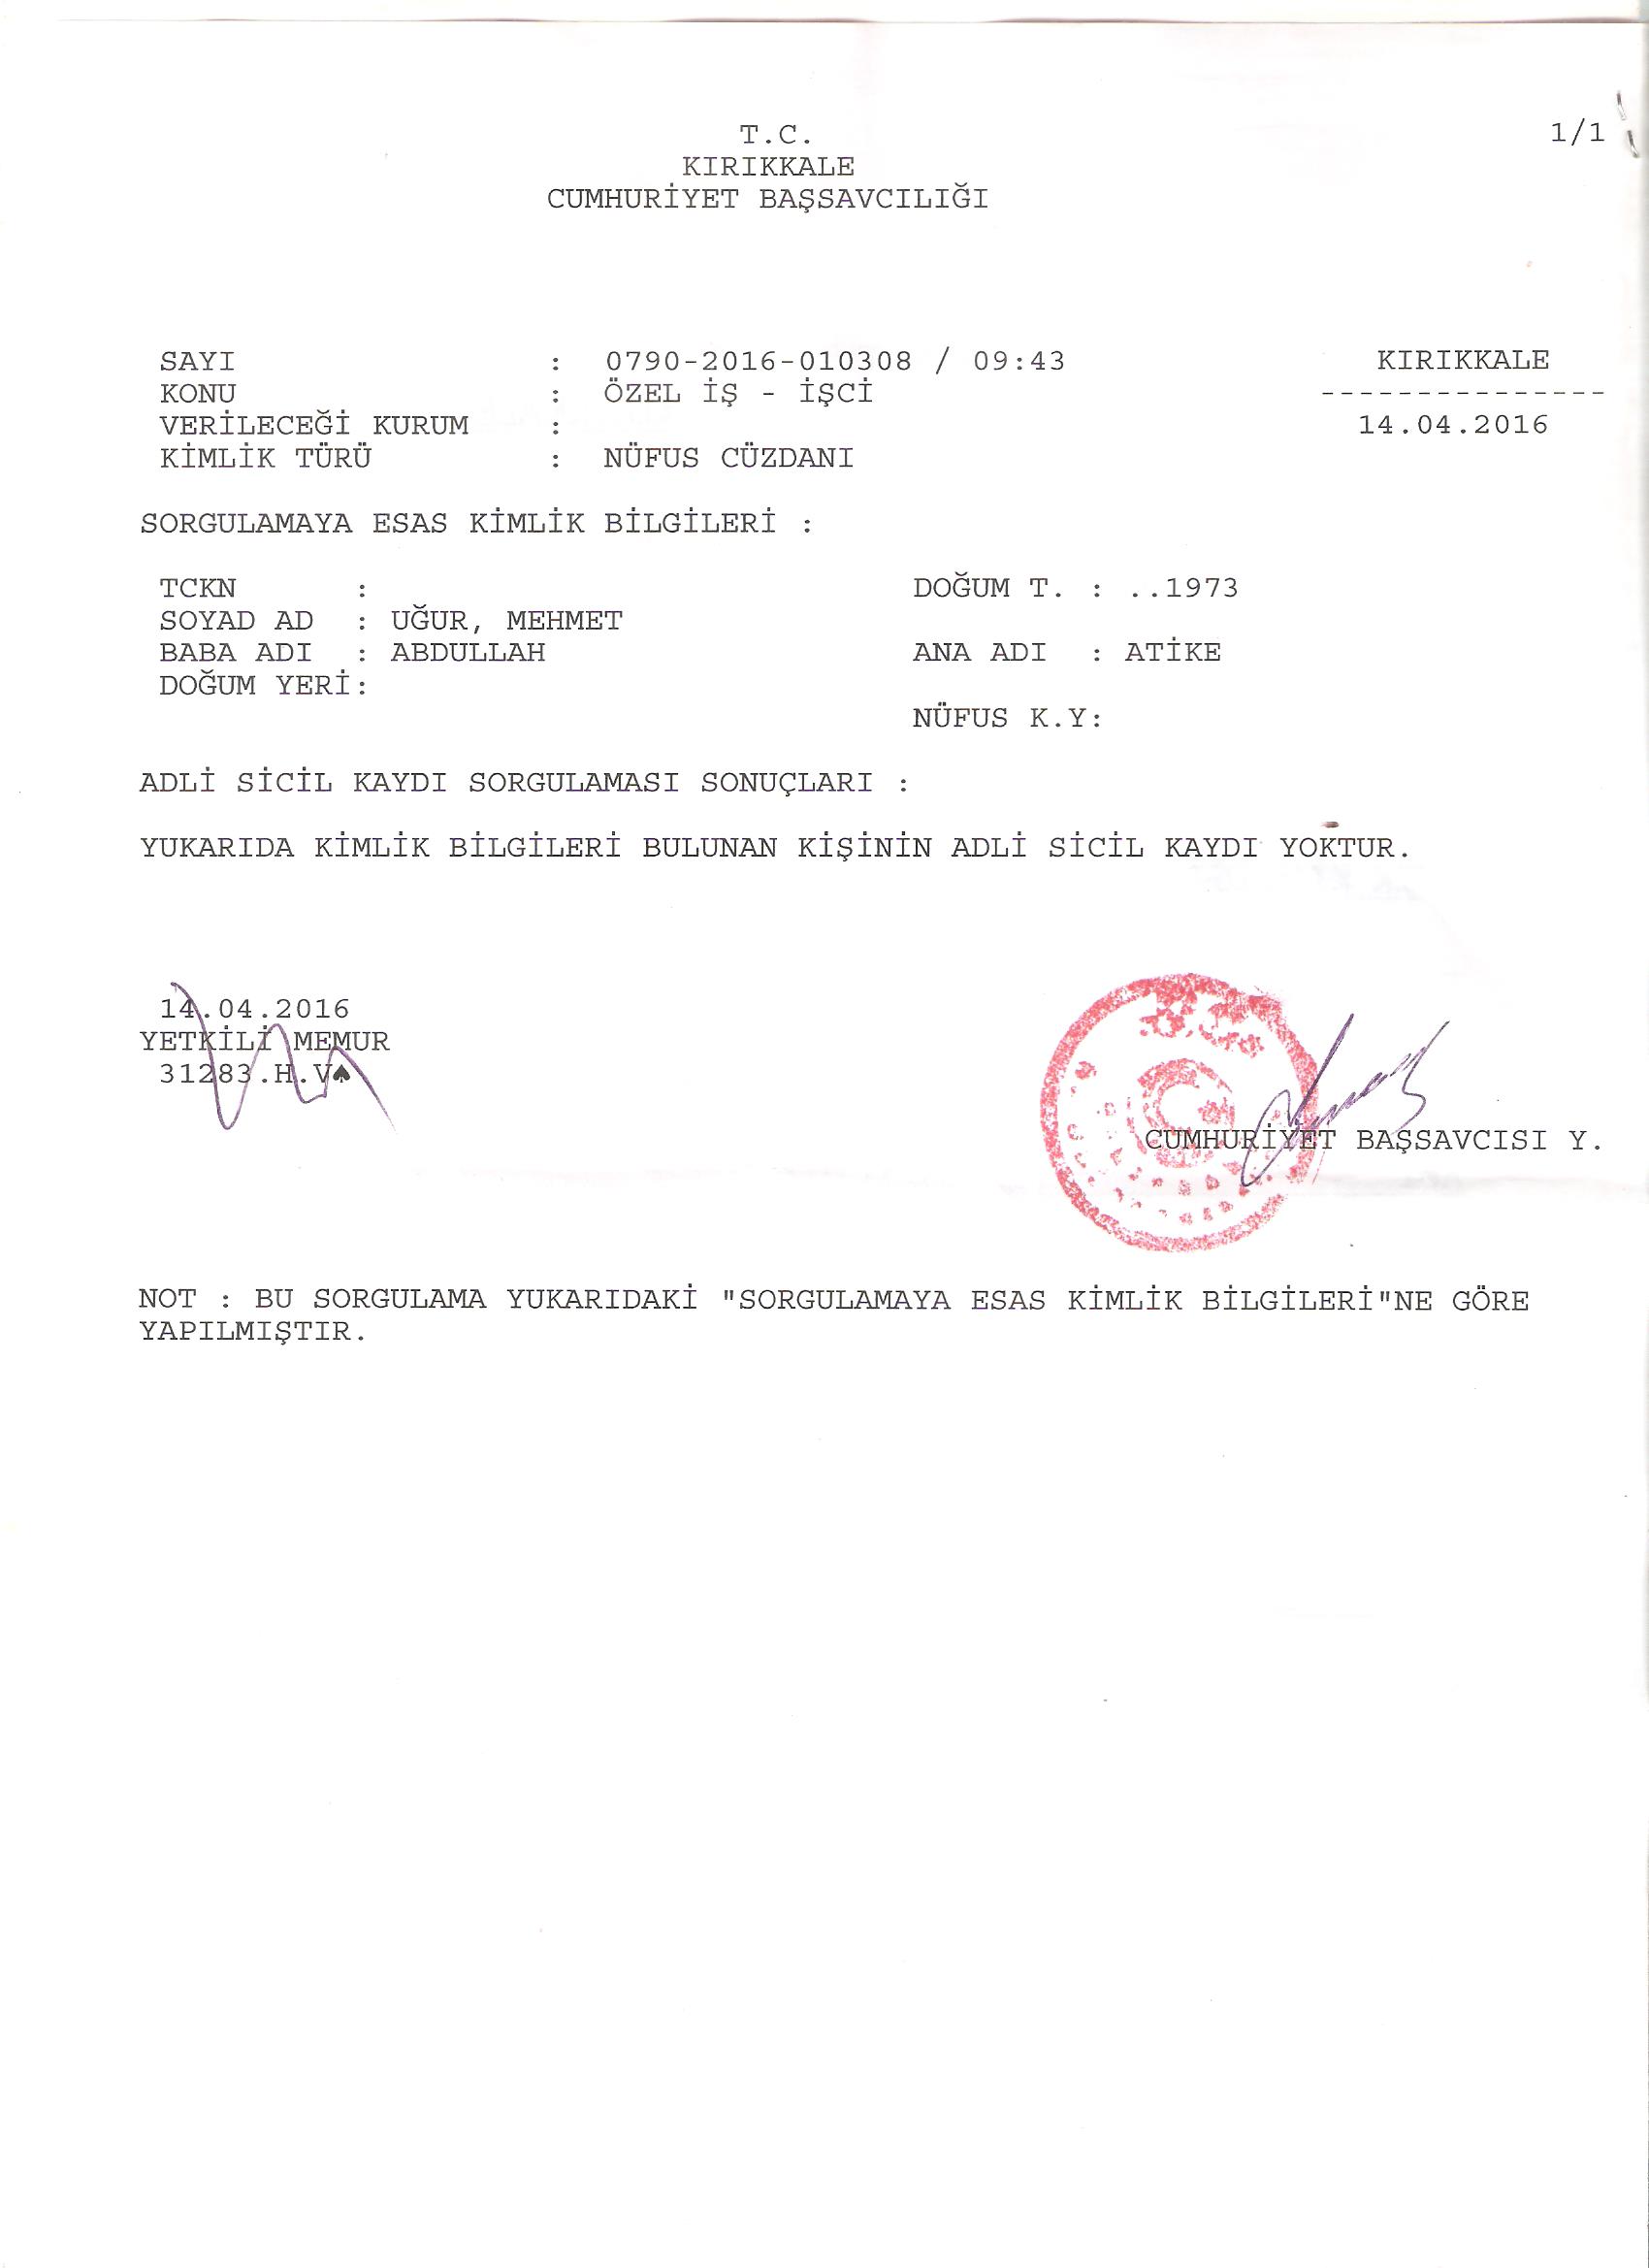 1/1
T.C.
KIRIKKALE
CUMHURİYET BAŞSAVCILIĞI
SAYI : 0790-2016-010308 / 09:43 KIRIKKALE
KONU : ÖZEL İŞ - İŞCİ --------------
VERİLECEĞİ KURUM : 14.04.2016
KİMLİK TÜRÜ : NÜFUS CÜZDANI
SORGULAMAYA ESAS KİMLİK BİLGİLERİ :
TCKN : DOĞUM T. : ..1973
SOYAD AD : UĞUR, MEHMET
BABA ADI : ABDULLAH ANA ADI : ATİKE
DOĞUM YERİ:
NÜFUS K.Y:
ADLİ SİCİL KAYDI SORGULAMASI SONUÇLARI :
YUKARIDA KİMLİK BİLGİLERİ BULUNAN KİŞİNİN ADLİ SİCİL KAYDI YOKTUR.
14.04.2016
YETKİLİ MEMUR
31283.H.V♠
CUMHURİYET BAŞSAVCISI Y.
NOT : BU SORGULAMA YUKARIDAKİ "SORGULAMAYA ESAS KİMLİK BİLGİLERİ"NE GÖRE
YAPILMIŞTIR.